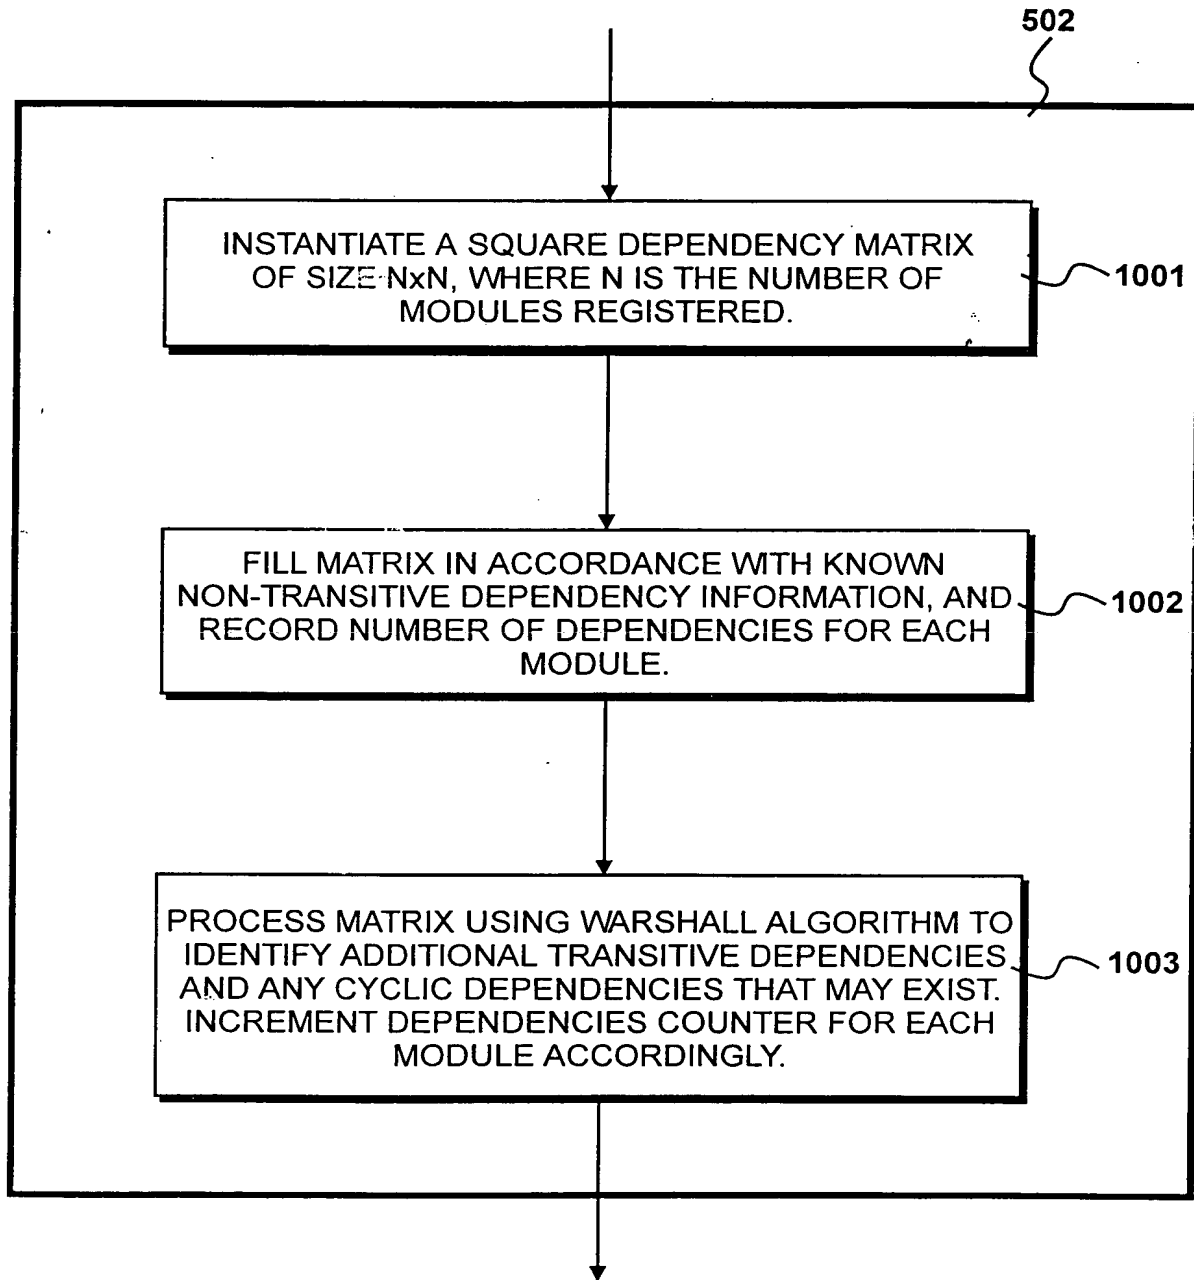 502
INSTANTIATE A SQUARE DEPENDENCY MATRIX
OF SIZE NxN, WHERE N IS THE NUMBER OF
MODULES REGISTERED.
1001
FILL MATRIX IN ACCORDANCE WITH KNOWN
NON-TRANSITIVE DEPENDENCY INFORMATION, AND
RECORD NUMBER OF DEPENDENCIES FOR EACH
MODULE.
1002
PROCESS MATRIX USING WARSHALL ALGORITHM TO
IDENTIFY ADDITIONAL TRANSITIVE DEPENDENCIES
AND ANY CYCLIC DEPENDENCIES THAT MAY EXIST.
INCREMENT DEPENDENCIES COUNTER FOR EACH
MODULE ACCORDINGLY.
1003